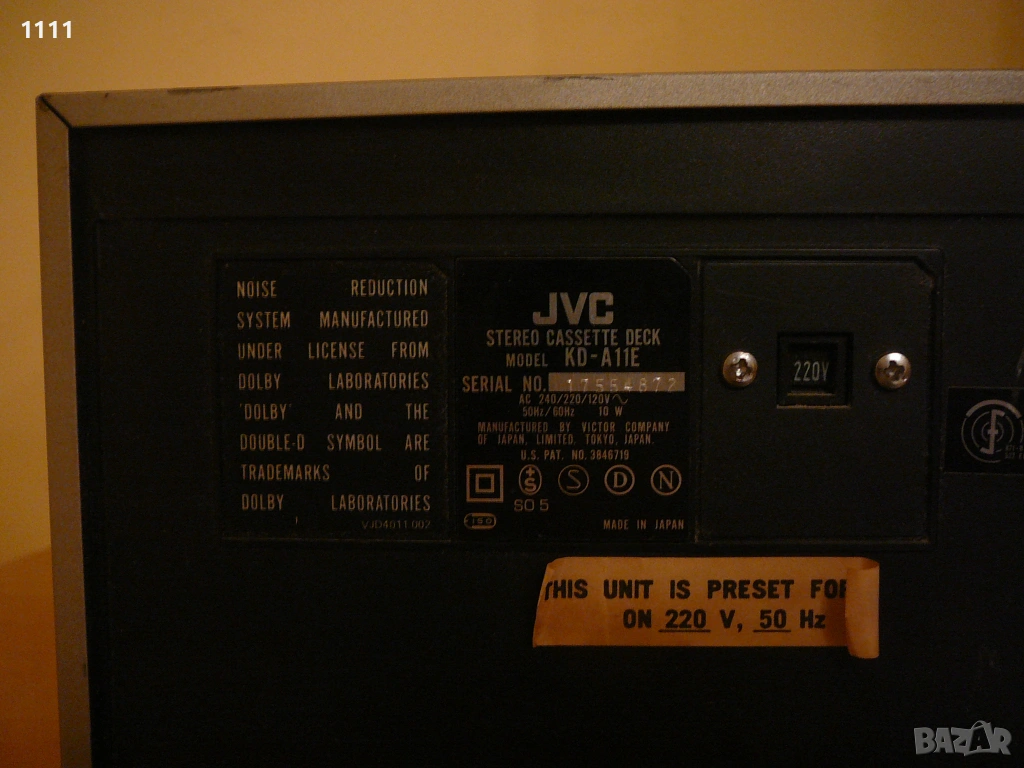 1111
NOISE REDUCTION
SYSTEM MANUFACTURED
UNDER LICENSE FROM
DOLBY LABORATORIES
'DOLBY' AND THE
DOUBLE-D SYMBOL ARE
TRADEMARKS OF
DOLBY LABORATORIES
VJD4011.002
JVC
STEREO CASSETTE DECK
MODEL KD-A11E
SERIAL NO. 17554672
AC 240/220/120V
50Hz/60Hz 10 W
MANUFACTURED BY VICTOR COMPANY
OF JAPAN, LIMITED. TOKYO, JAPAN.
U.S. PAT. NO. 3846719
S S D N
SO 5
MADE IN JAPAN
220V
THIS UNIT IS PRESET FOR
ON 220 V, 50 Hz
BAZAR